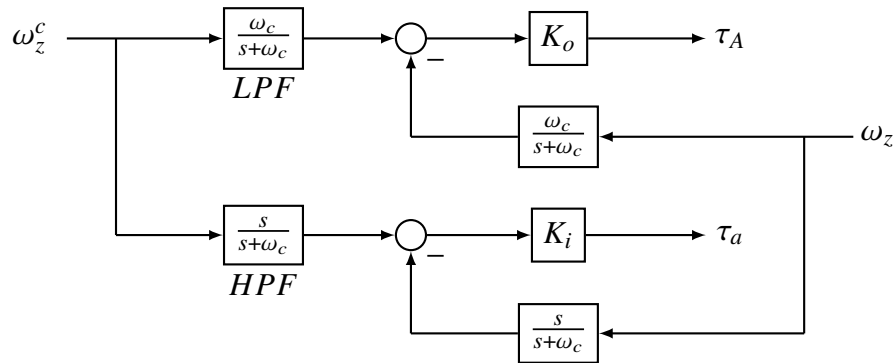 ω_z^c ω_c/(s+ω_c) − K_o τ_A
LPF
ω_c/(s+ω_c) ω_z
s/(s+ω_c) − K_i τ_a
HPF
s/(s+ω_c)